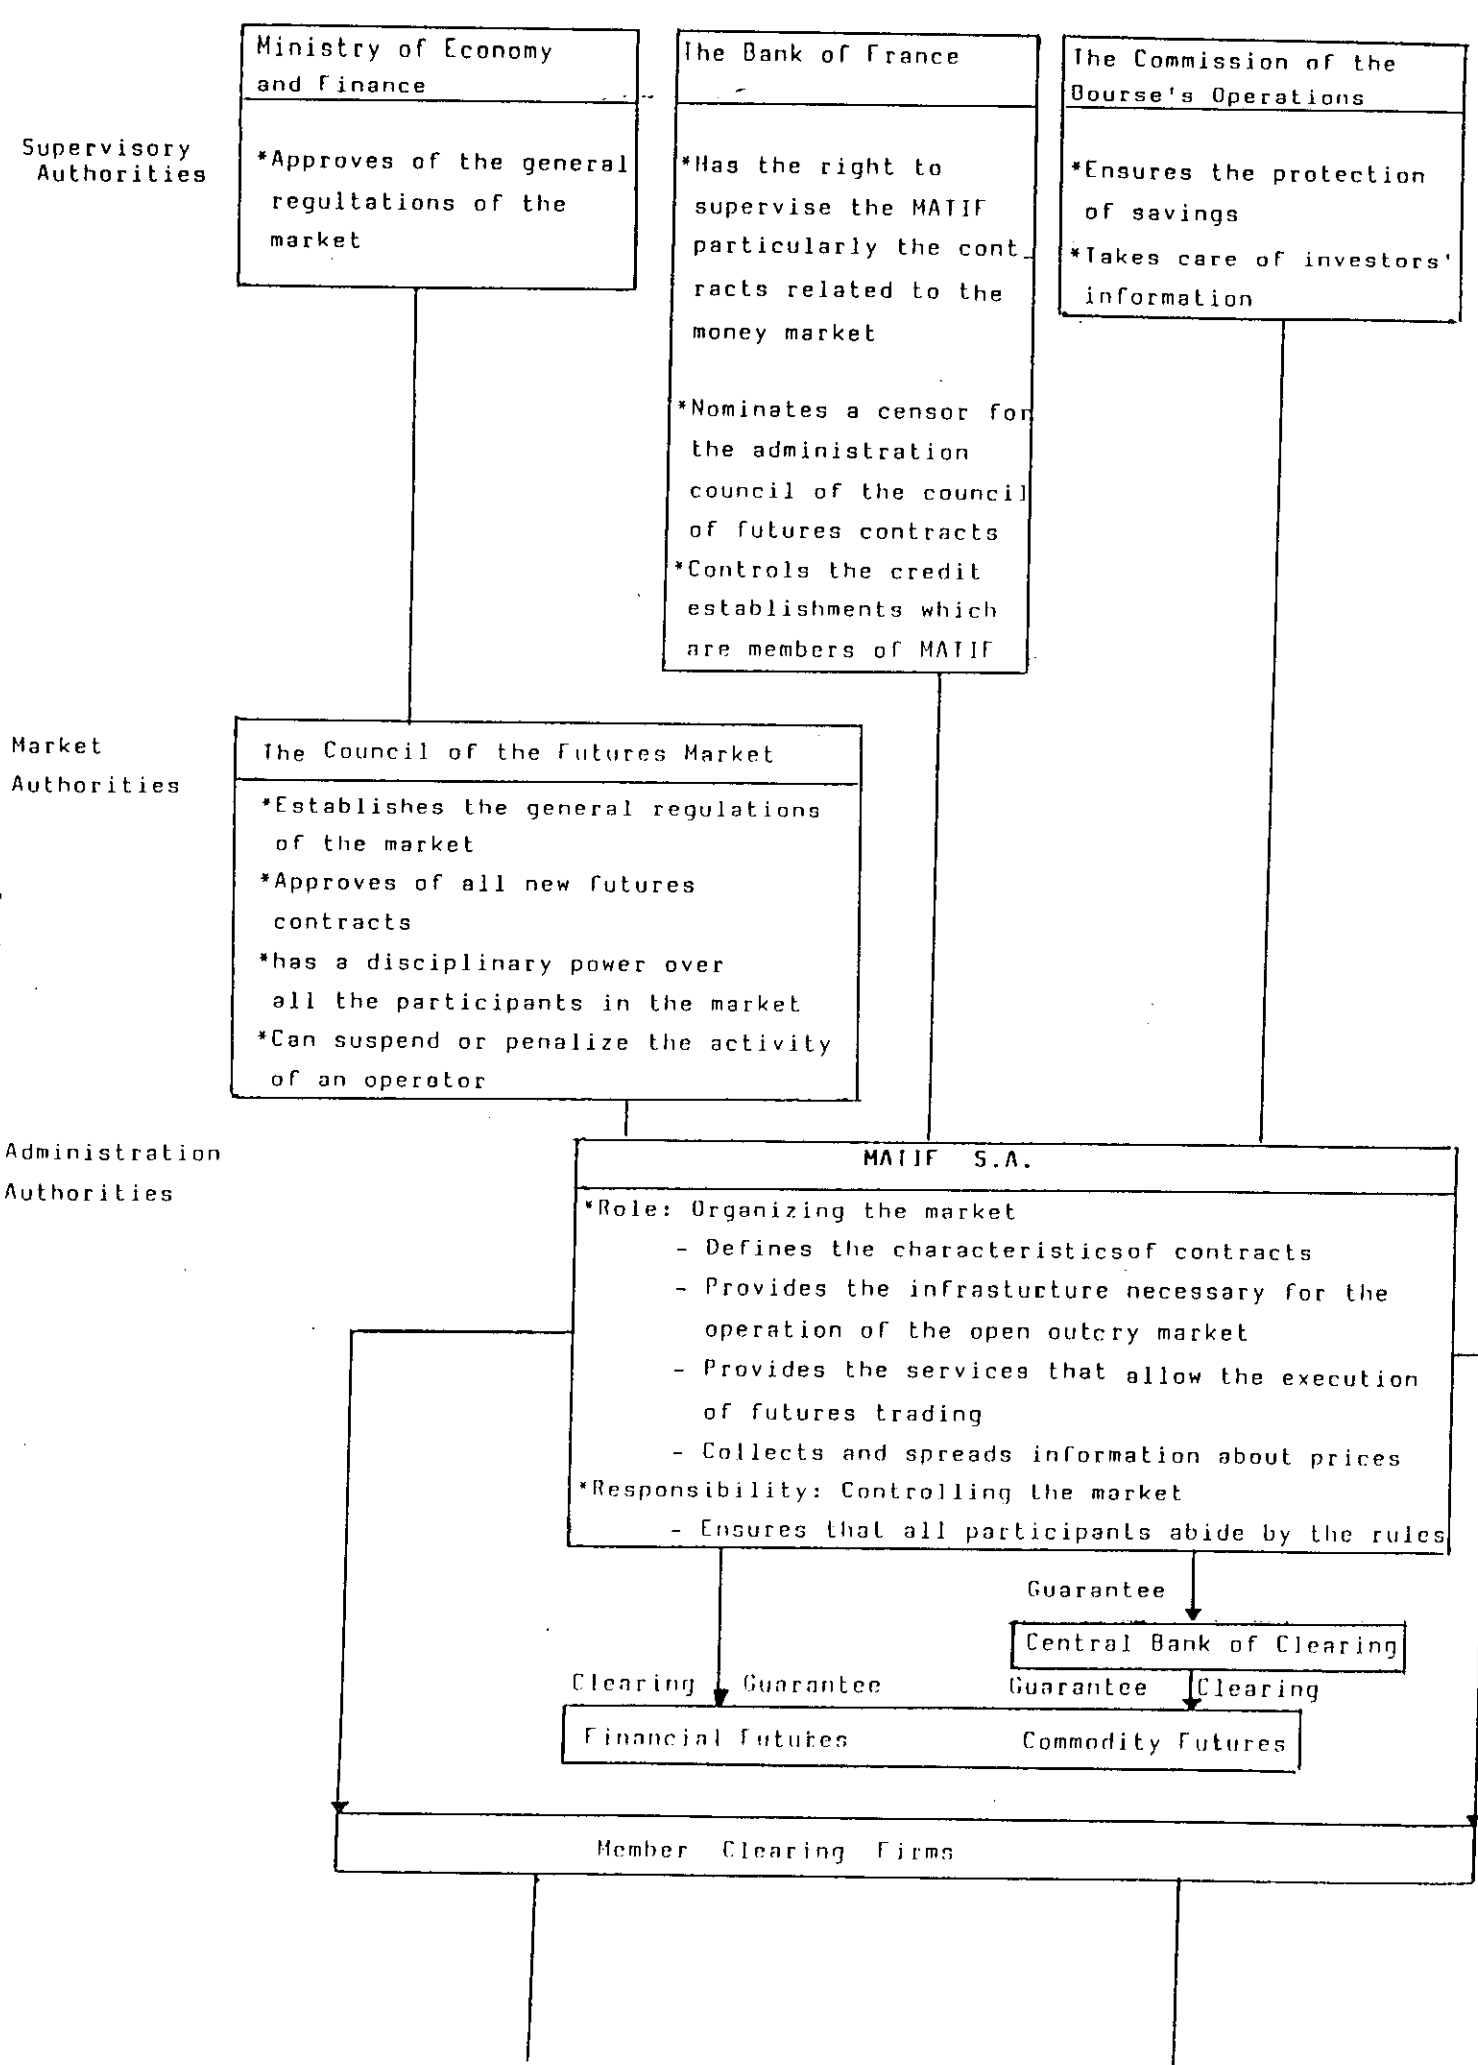 Supervisory
Authorities
Ministry of Economy
and Finance
*Approves of the general
regultations of the
market
The Bank of France
*Has the right to
supervise the MATIF
particularly the cont_
racts related to the
money market
*Nominates a censor for
the administration
council of the council
of futures contracts
*Controls the credit
establishments which
are members of MATIF
The Commission of the
Bourse's Operations
*Ensures the protection
of savings
*Takes care of investors'
information
Market
Authorities
The Council of the Futures Market
*Establishes the general regulations
of the market
*Approves of all new futures
contracts
*has a disciplinary power over
all the participants in the market
*Can suspend or penalize the activity
of an operator
Administration
Authorities
MATIF S.A.
*Role: Organizing the market
- Defines the characteristicsof contracts
- Provides the infrasturture necessary for the
operation of the open outcry market
- Provides the services that allow the execution
of futures trading
- Collects and spreads information about prices
*Responsibility: Controlling the market
- Ensures that all participants abide by the rules
Guarantee
Central Bank of Clearing
Clearing Guarantee
Guarantee Clearing
Financial Futures Commodity Futures
Member Clearing Firms